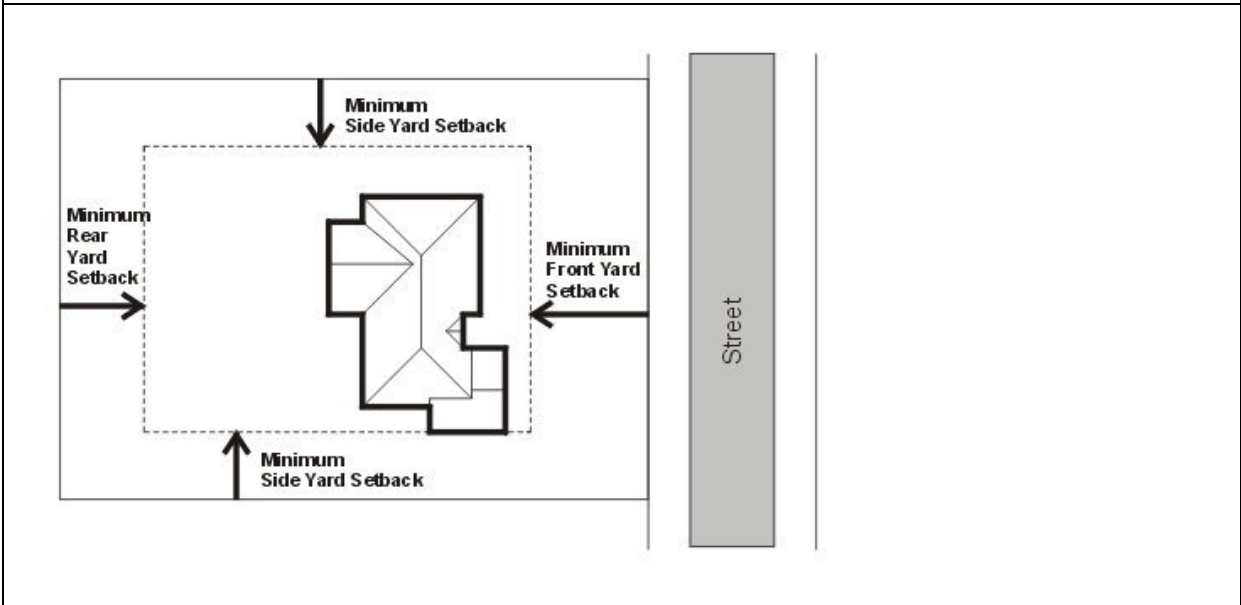 Minimum
Side Yard Setback
Minimum
Rear
Yard
Setback
Minimum
Front Yard
Setback
Street
Minimum
Side Yard Setback